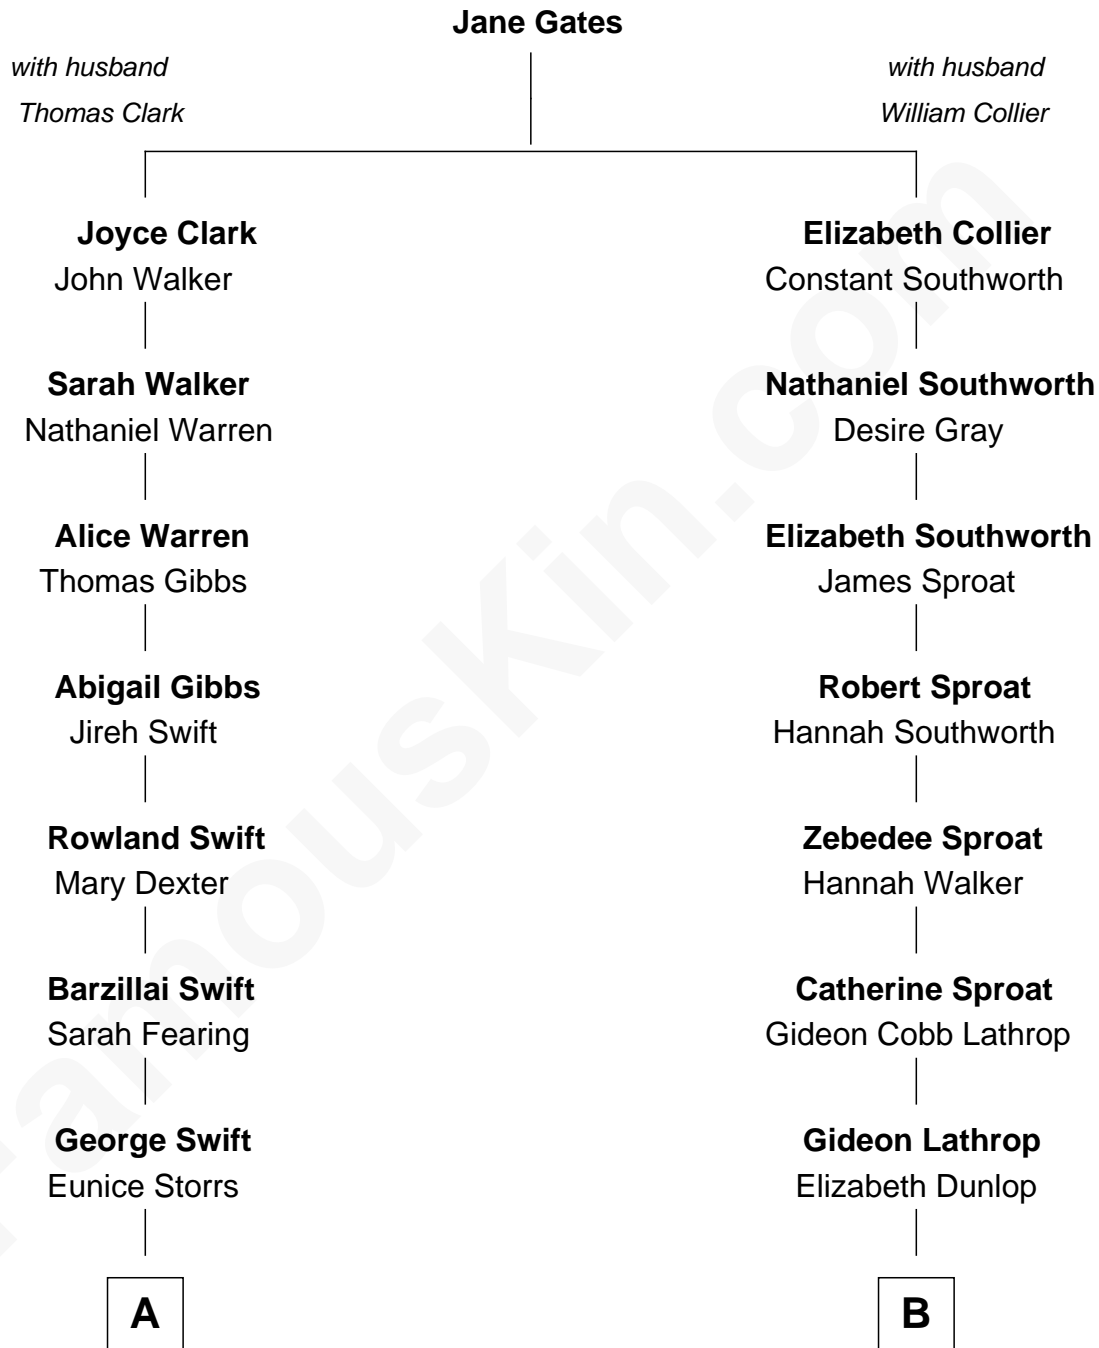 Jane Gates
with husband
Thomas Clark
with husband
William Collier
Joyce Clark
John Walker
Sarah Walker
Nathaniel Warren
Alice Warren
Thomas Gibbs
Abigail Gibbs
Jireh Swift
Rowland Swift
Mary Dexter
Barzillai Swift
Sarah Fearing
George Swift
Eunice Storrs
A
Elizabeth Collier
Constant Southworth
Nathaniel Southworth
Desire Gray
Elizabeth Southworth
James Sproat
Robert Sproat
Hannah Southworth
Zebedee Sproat
Hannah Walker
Catherine Sproat
Gideon Cobb Lathrop
Gideon Lathrop
Elizabeth Dunlop
B
FamousKin.com